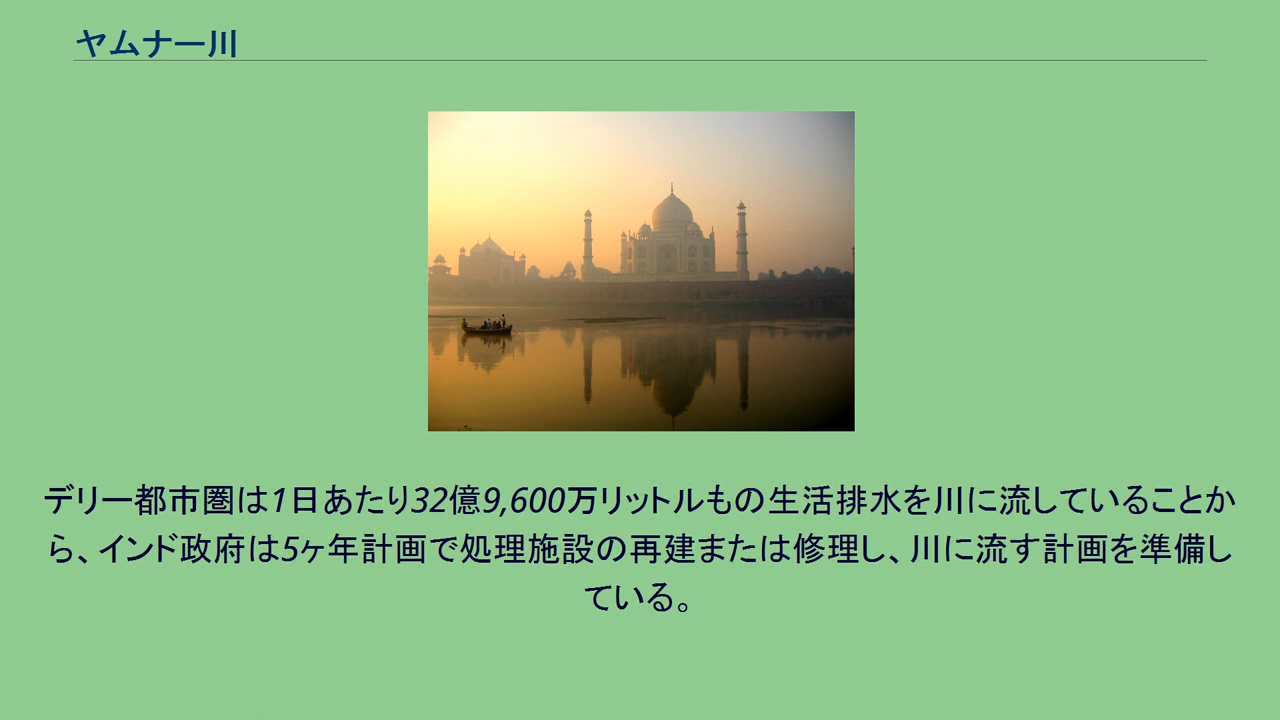 ヤムナー川
デリー都市圏は1日あたり32億9,600万リットルもの生活排水を川に流していることか
ら、インド政府は5ヶ年計画で処理施設の再建または修理し、川に流す計画を準備し
ている。